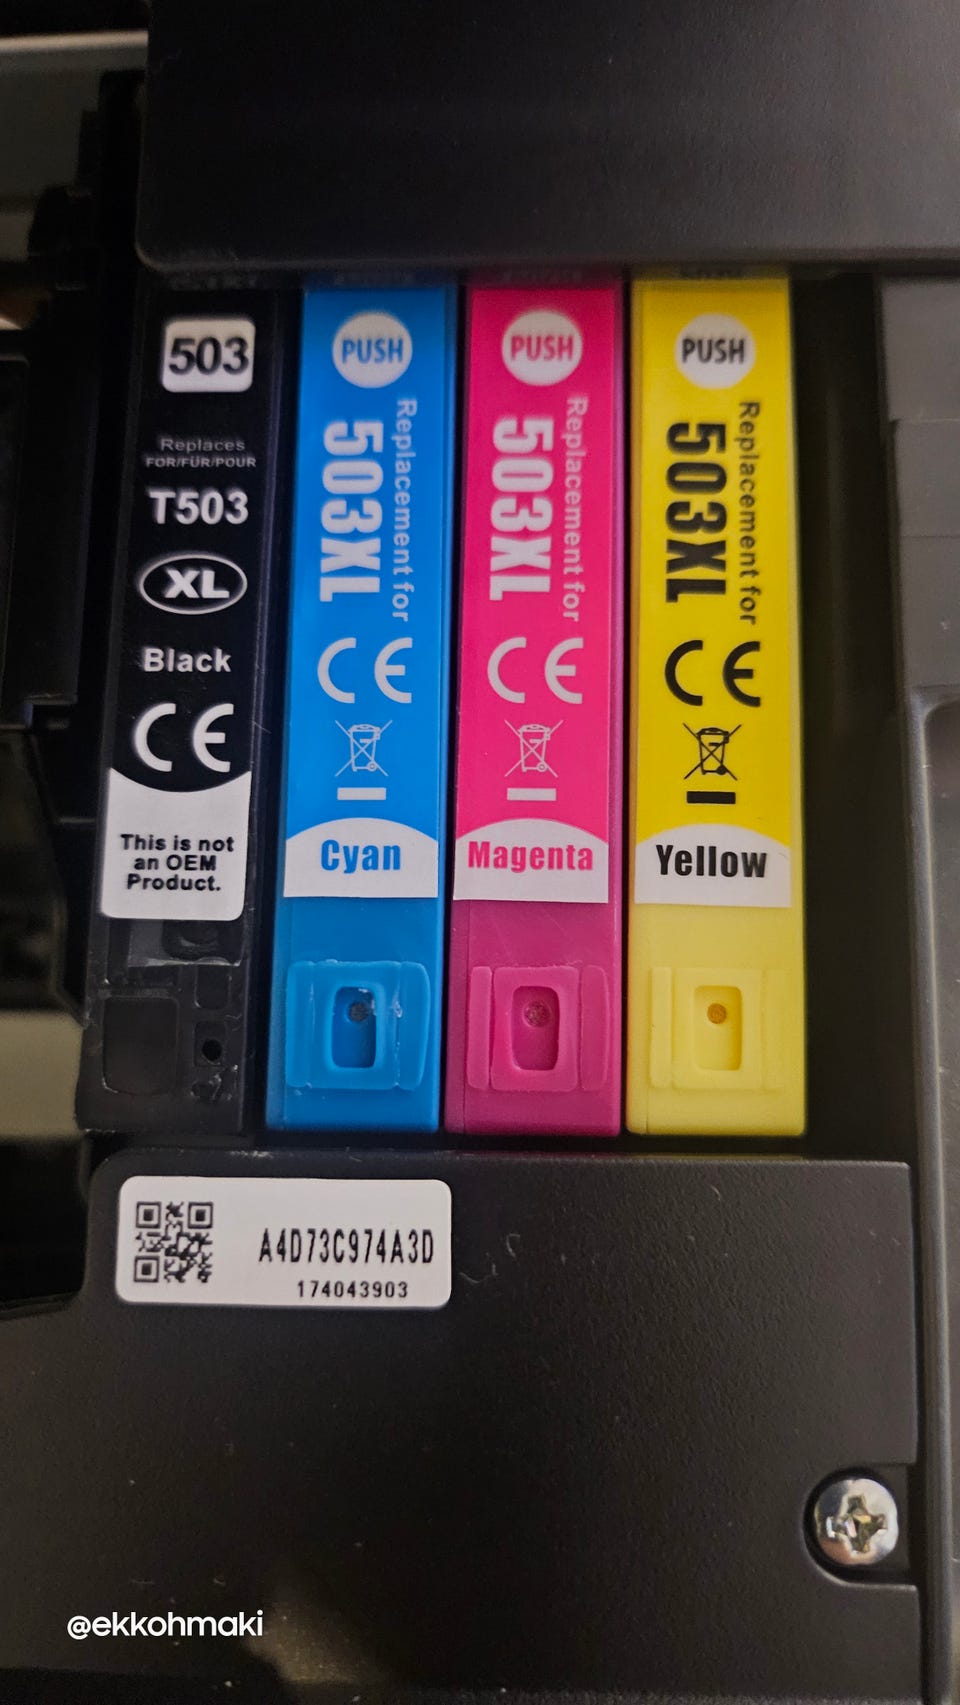 503
Replaces
FOR/FÜR/POUR
T503
XL
Black
CE
This is not
an OEM
Product.
PUSH
Replacement for
503XL
CE
Cyan
PUSH
Replacement for
503XL
CE
Magenta
PUSH
Replacement for
503XL
CE
Yellow
A4D73C974A3D
174043903
@ekkohmaki